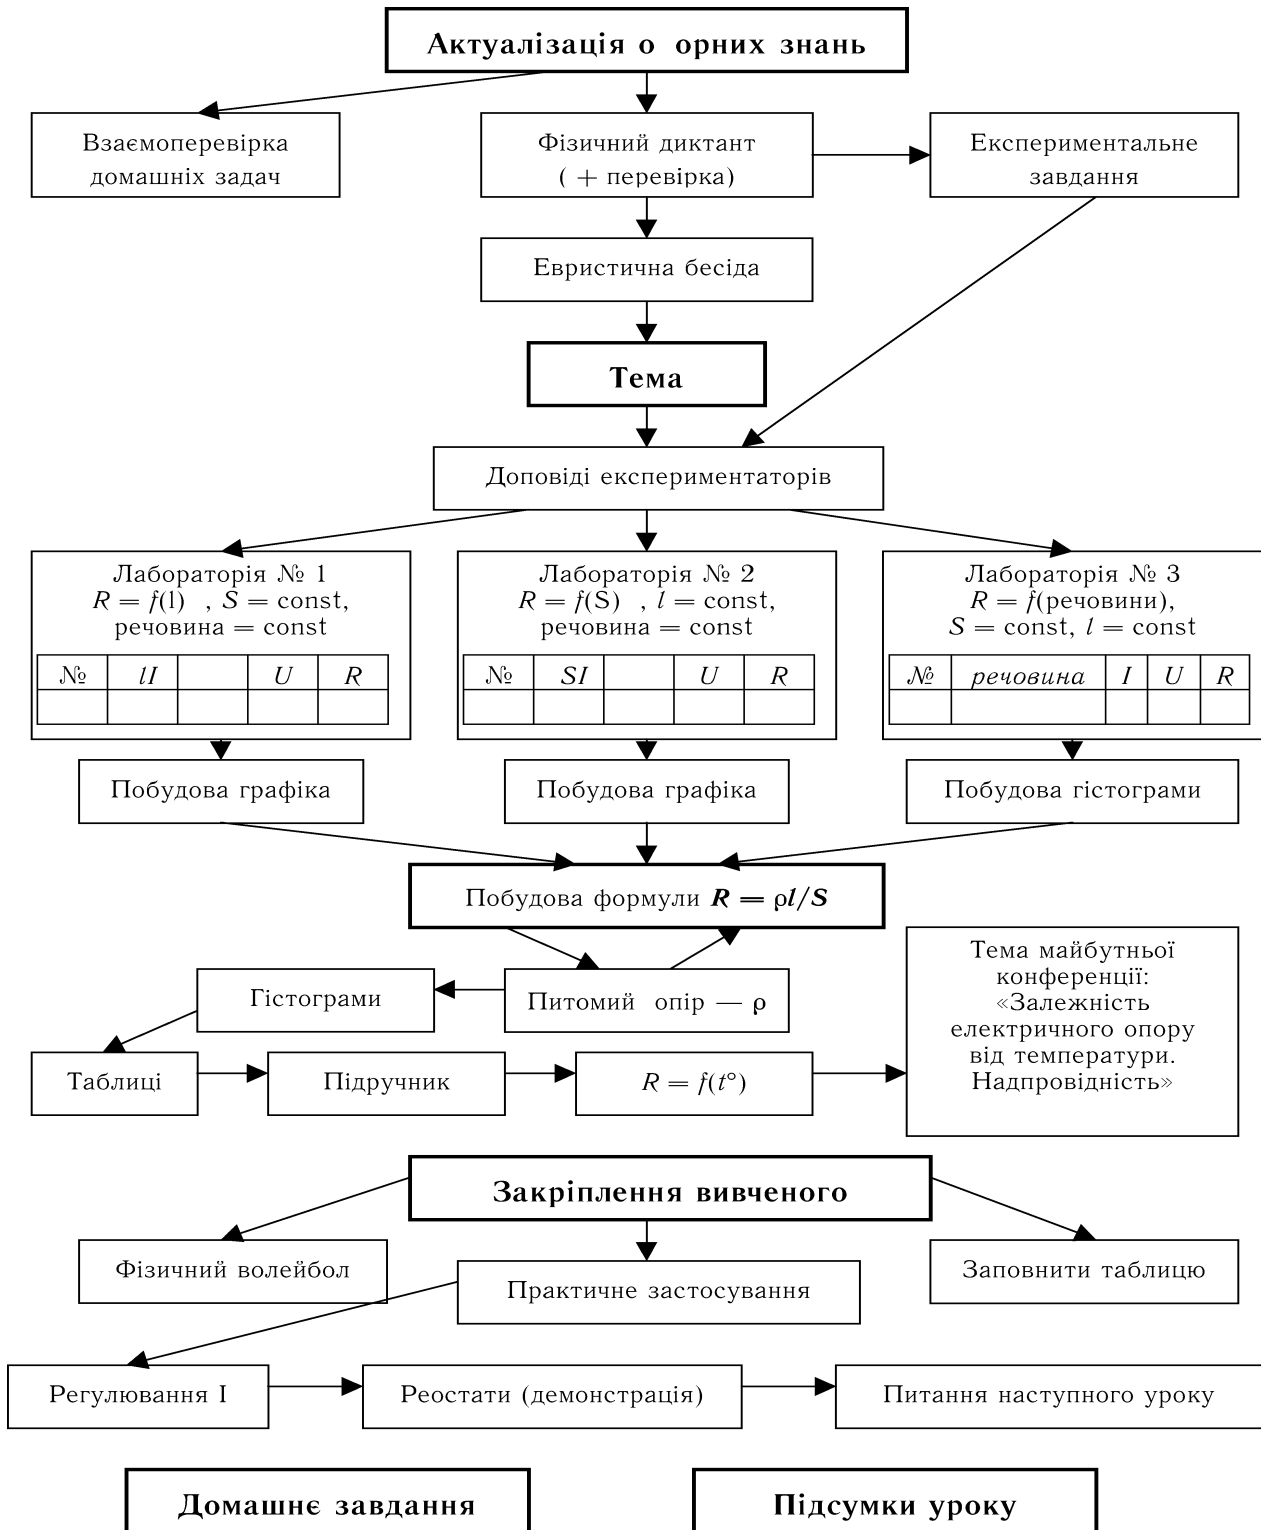 Актуалізація о орних знань
Взаємоперевірка
домашніх задач
Фізичний диктант
( + перевірка)
Експериментальне
завдання
Евристична бесіда
Тема
Доповіді експериментаторів
Лабораторія № 1
R = f(l) , S = const,
речовина = const
№ lI U R
Лабораторія № 2
R = f(S) , l = const,
речовина = const
№ SI U R
Лабораторія № 3
R = f(речовини),
S = const, l = const
№ речовина I U R
Побудова графіка
Побудова графіка
Побудова гістограми
Побудова формули R = ρl/S
Гістограми
Питомий опір — ρ
Тема майбутньої
конференції:
«Залежність
електричного опору
від температури.
Надпровідність»
Таблиці
Підручник
R = f(t°)
Закріплення вивченого
Фізичний волейбол
Практичне застосування
Заповнити таблицю
Регулювання I
Реостати (демонстрація)
Питання наступного уроку
Домашнє завдання
Підсумки уроку